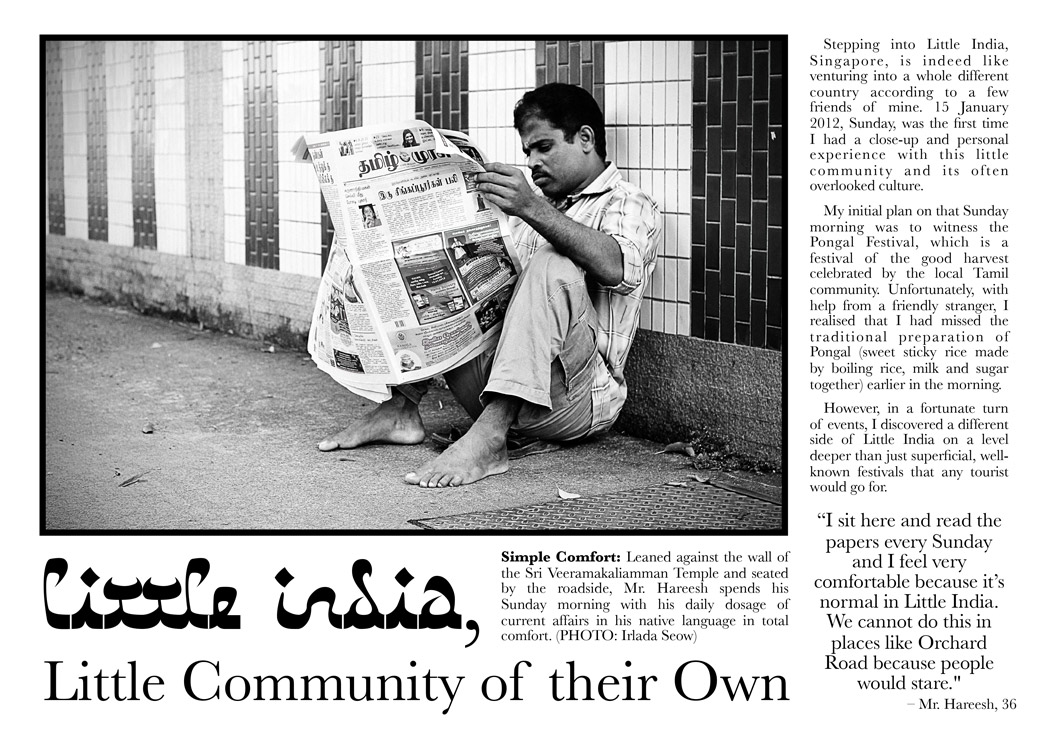 தமிழ் முரசு
இரு சிங்கப்பூரர்கள் பலி
little india,
Little Community of their Own
Simple Comfort: Leaned against the wall of
the Sri Veeramakaliamman Temple and seated
by the roadside, Mr. Hareesh spends his
Sunday morning with his daily dosage of
current affairs in his native language in total
comfort. (PHOTO: Irlada Seow)
Stepping into Little India,
Singapore, is indeed like
venturing into a whole different
country according to a few
friends of mine. 15 January
2012, Sunday, was the first time
I had a close-up and personal
experience with this little
community and its often
overlooked culture.
My initial plan on that Sunday
morning was to witness the
Pongal Festival, which is a
festival of the good harvest
celebrated by the local Tamil
community. Unfortunately, with
help from a friendly stranger, I
realised that I had missed the
traditional preparation of
Pongal (sweet sticky rice made
by boiling rice, milk and sugar
together) earlier in the morning.
However, in a fortunate turn
of events, I discovered a different
side of Little India on a level
deeper than just superficial, well-
known festivals that any tourist
would go for.
“I sit here and read the
papers every Sunday
and I feel very
comfortable because it’s
normal in Little India.
We cannot do this in
places like Orchard
Road because people
would stare."
– Mr. Hareesh, 36